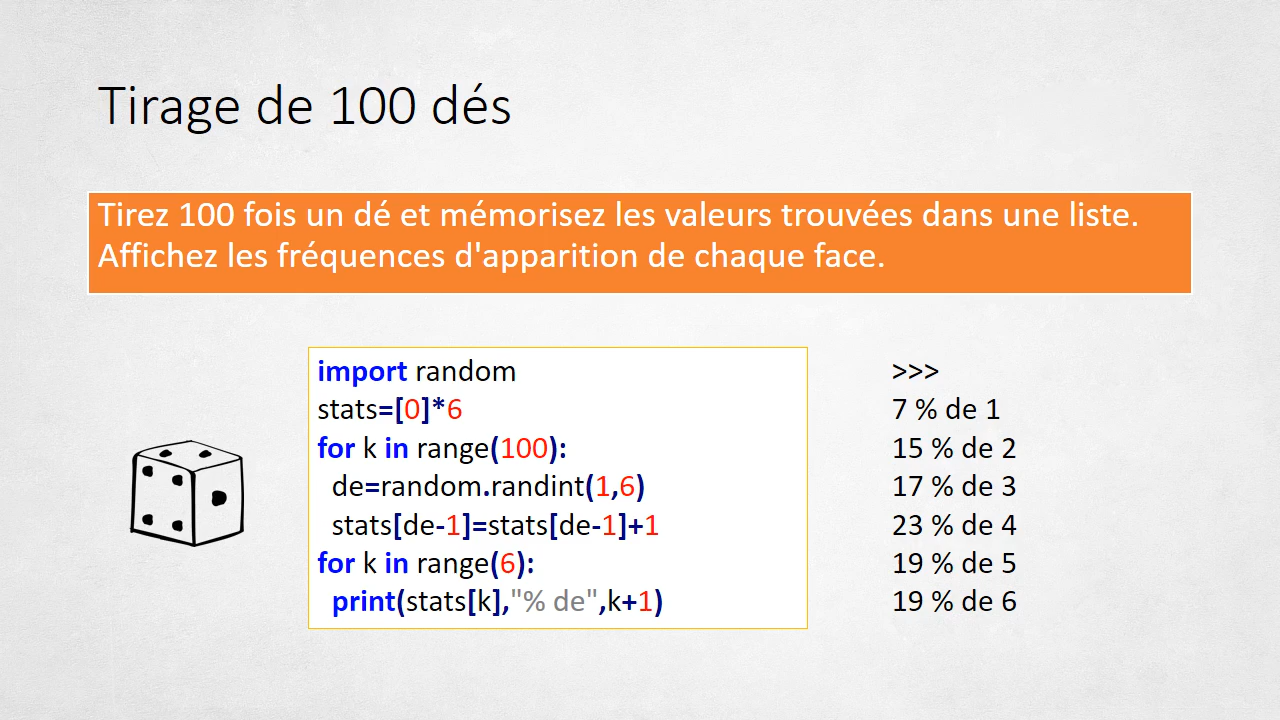 Tirage de 100 dés
Tirez 100 fois un dé et mémorisez les valeurs trouvées dans une liste.
Affichez les fréquences d'apparition de chaque face.
import random
stats=[0]*6
for k in range(100):
  de=random.randint(1,6)
  stats[de-1]=stats[de-1]+1
for k in range(6):
  print(stats[k],"% de",k+1)
>>>
7 % de 1
15 % de 2
17 % de 3
23 % de 4
19 % de 5
19 % de 6